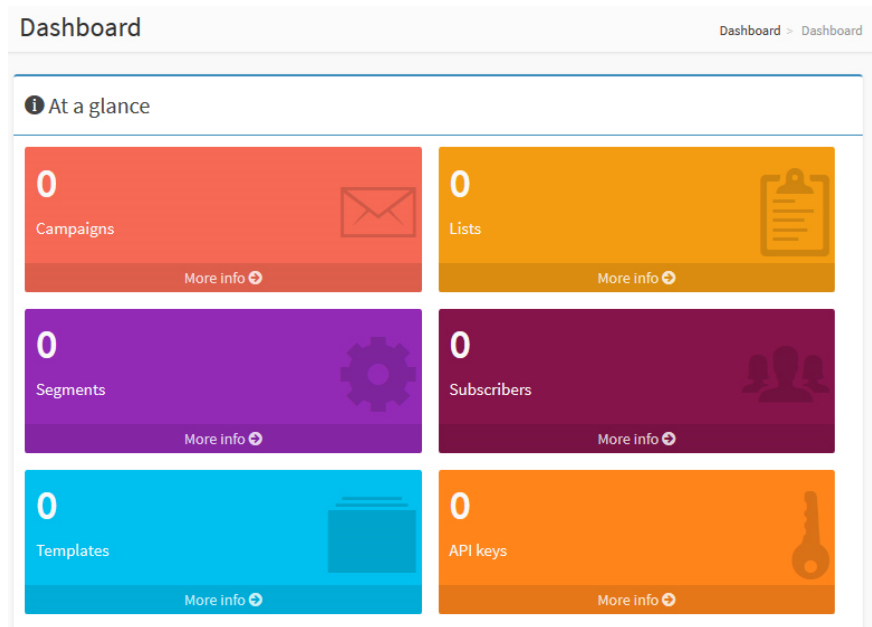 Dashboard
Dashboard > Dashboard
At a glance
0
Campaigns
More info
0
Lists
More info
0
Segments
More info
0
Subscribers
More info
0
Templates
More info
0
API keys
More info